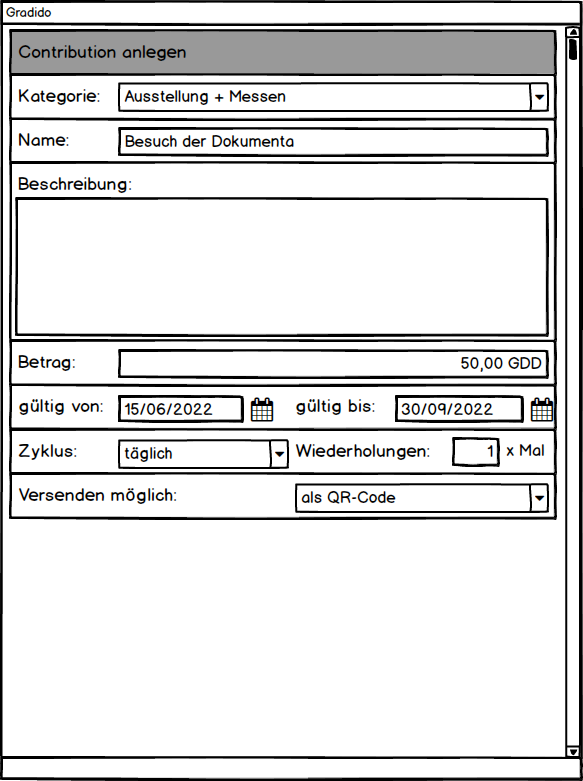 Gradido
Contribution anlegen
Kategorie: Ausstellung + Messen
Name: Besuch der Dokumenta
Beschreibung:
Betrag: 50,00 GDD
gültig von: 15/06/2022 gültig bis: 30/09/2022
Zyklus: täglich Wiederholungen: 1 x Mal
Versenden möglich: als QR-Code